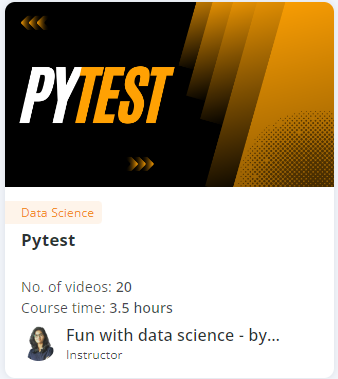 PYTEST
Data Science
Pytest
No. of videos: 20
Course time: 3.5 hours
Fun with data science - by...
Instructor